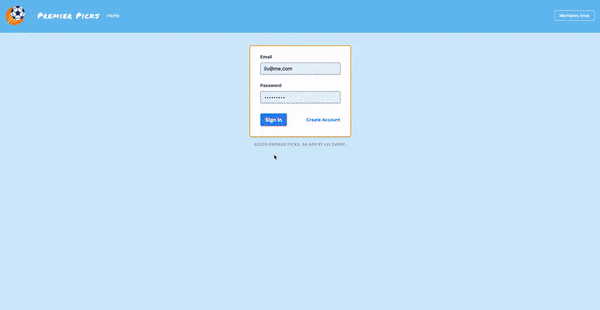 Premier Picks Home Members Area
Email
liv@me.com
Password
•••••••••
Sign In Create Account
©2020 PREMIER PICKS. AN APP BY LIV DARBY.